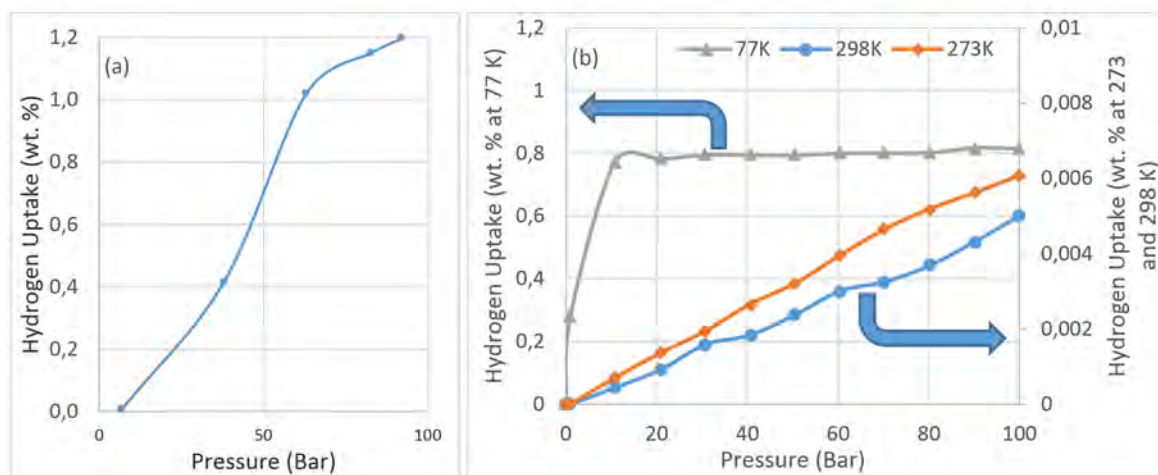 (a)
Hydrogen Uptake (wt. %)
1,2
1,0
0,8
0,6
0,4
0,2
0,0
0
50
100
Pressure (Bar)
(b)
77K
298K
273K
Hydrogen Uptake (wt. % at 77 K)
1,2
1
0,8
0,6
0,4
0,2
0
0,01
0,008
0,006
0,004
0,002
0
Hydrogen Uptake (wt. % at 273
and 298 K)
0
20
40
60
80
100
Pressure (Bar)